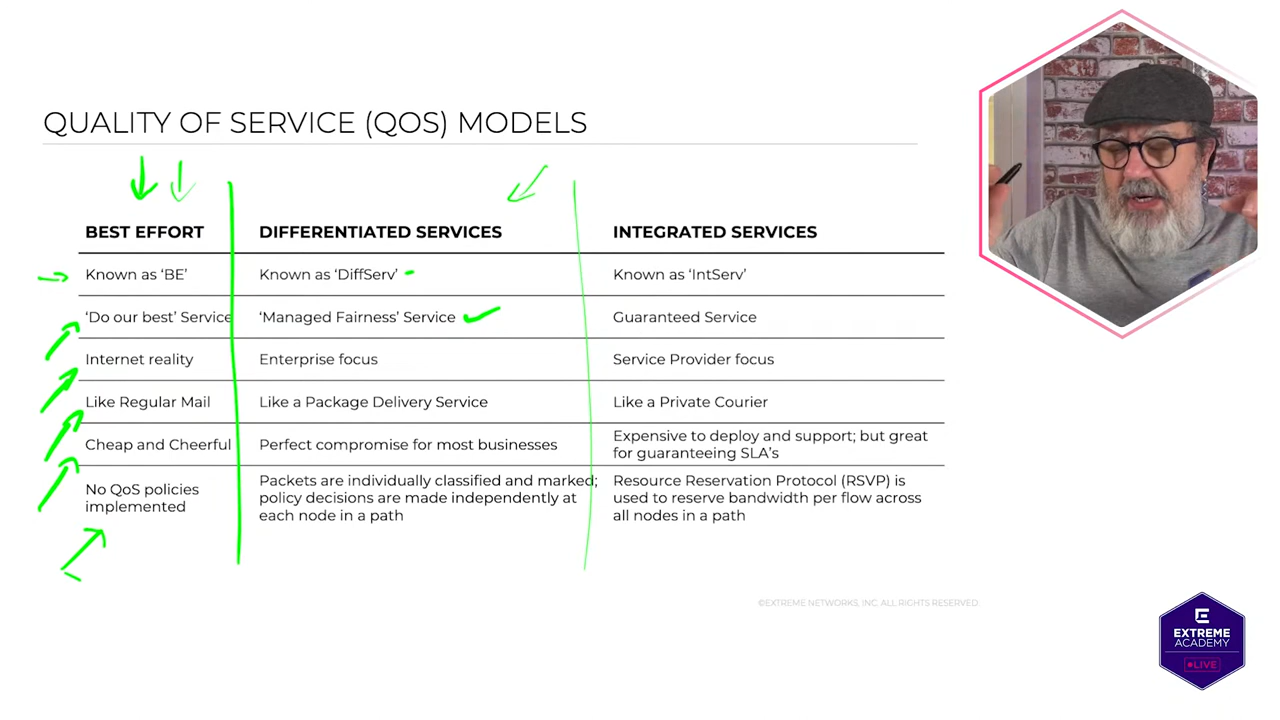 QUALITY OF SERVICE (QOS) MODELS
BEST EFFORT
DIFFERENTIATED SERVICES
INTEGRATED SERVICES
Known as ‘BE’
Known as ‘DiffServ’
Known as ‘IntServ’
‘Do our best’ Service
‘Managed Fairness’ Service
Guaranteed Service
Internet reality
Enterprise focus
Service Provider focus
Like Regular Mail
Like a Package Delivery Service
Like a Private Courier
Cheap and Cheerful
Perfect compromise for most businesses
Expensive to deploy and support; but great
for guaranteeing SLA’s
No QoS policies
implemented
Packets are individually classified and marked;
policy decisions are made independently at
each node in a path
Resource Reservation Protocol (RSVP) is
used to reserve bandwidth per flow across
all nodes in a path
©EXTREME NETWORKS, INC. ALL RIGHTS RESERVED
EXTREME
ACADEMY
LIVE